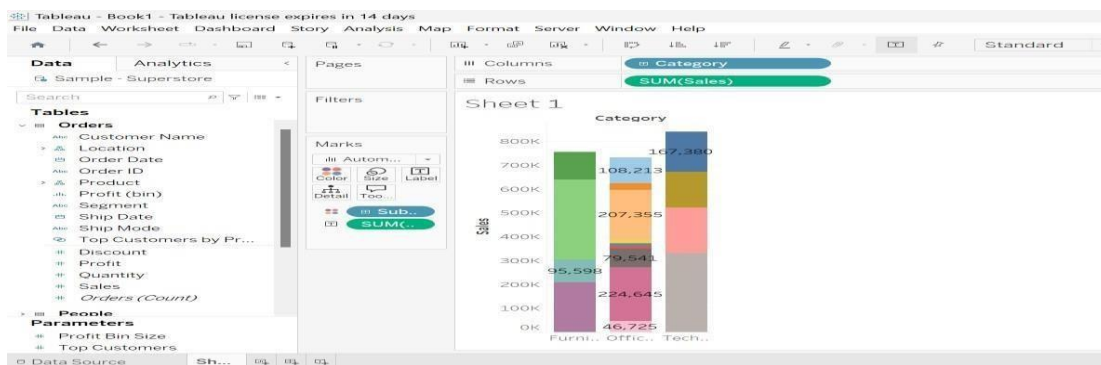 Tableau - Book1 - Tableau license expires in 14 days
File Data Worksheet Dashboard Story Analysis Map Format Server Window Help
Standard
Data Analytics
Sample - Superstore
Search
Tables
Orders
Abc Customer Name
Location
Order Date
Abc Order ID
Product
Profit (bin)
Abc Segment
Ship Date
Abc Ship Mode
Top Customers by Pr...
Discount
Profit
Quantity
Sales
Orders (Count)
People
Parameters
Profit Bin Size
Top Customers
Pages
Filters
Marks
Autom...
Color Size Label
Detail Too...
Sub..
SUM(..
Columns Category
Rows SUM(Sales)
Sheet 1
Category
Sales
800K
700K
600K
500K
400K
300K
200K
100K
0K
167,380
108,213
207,355
79,541
95,598
224,645
46,725
Furni.. Offic.. Tech..
Data Source Sh...